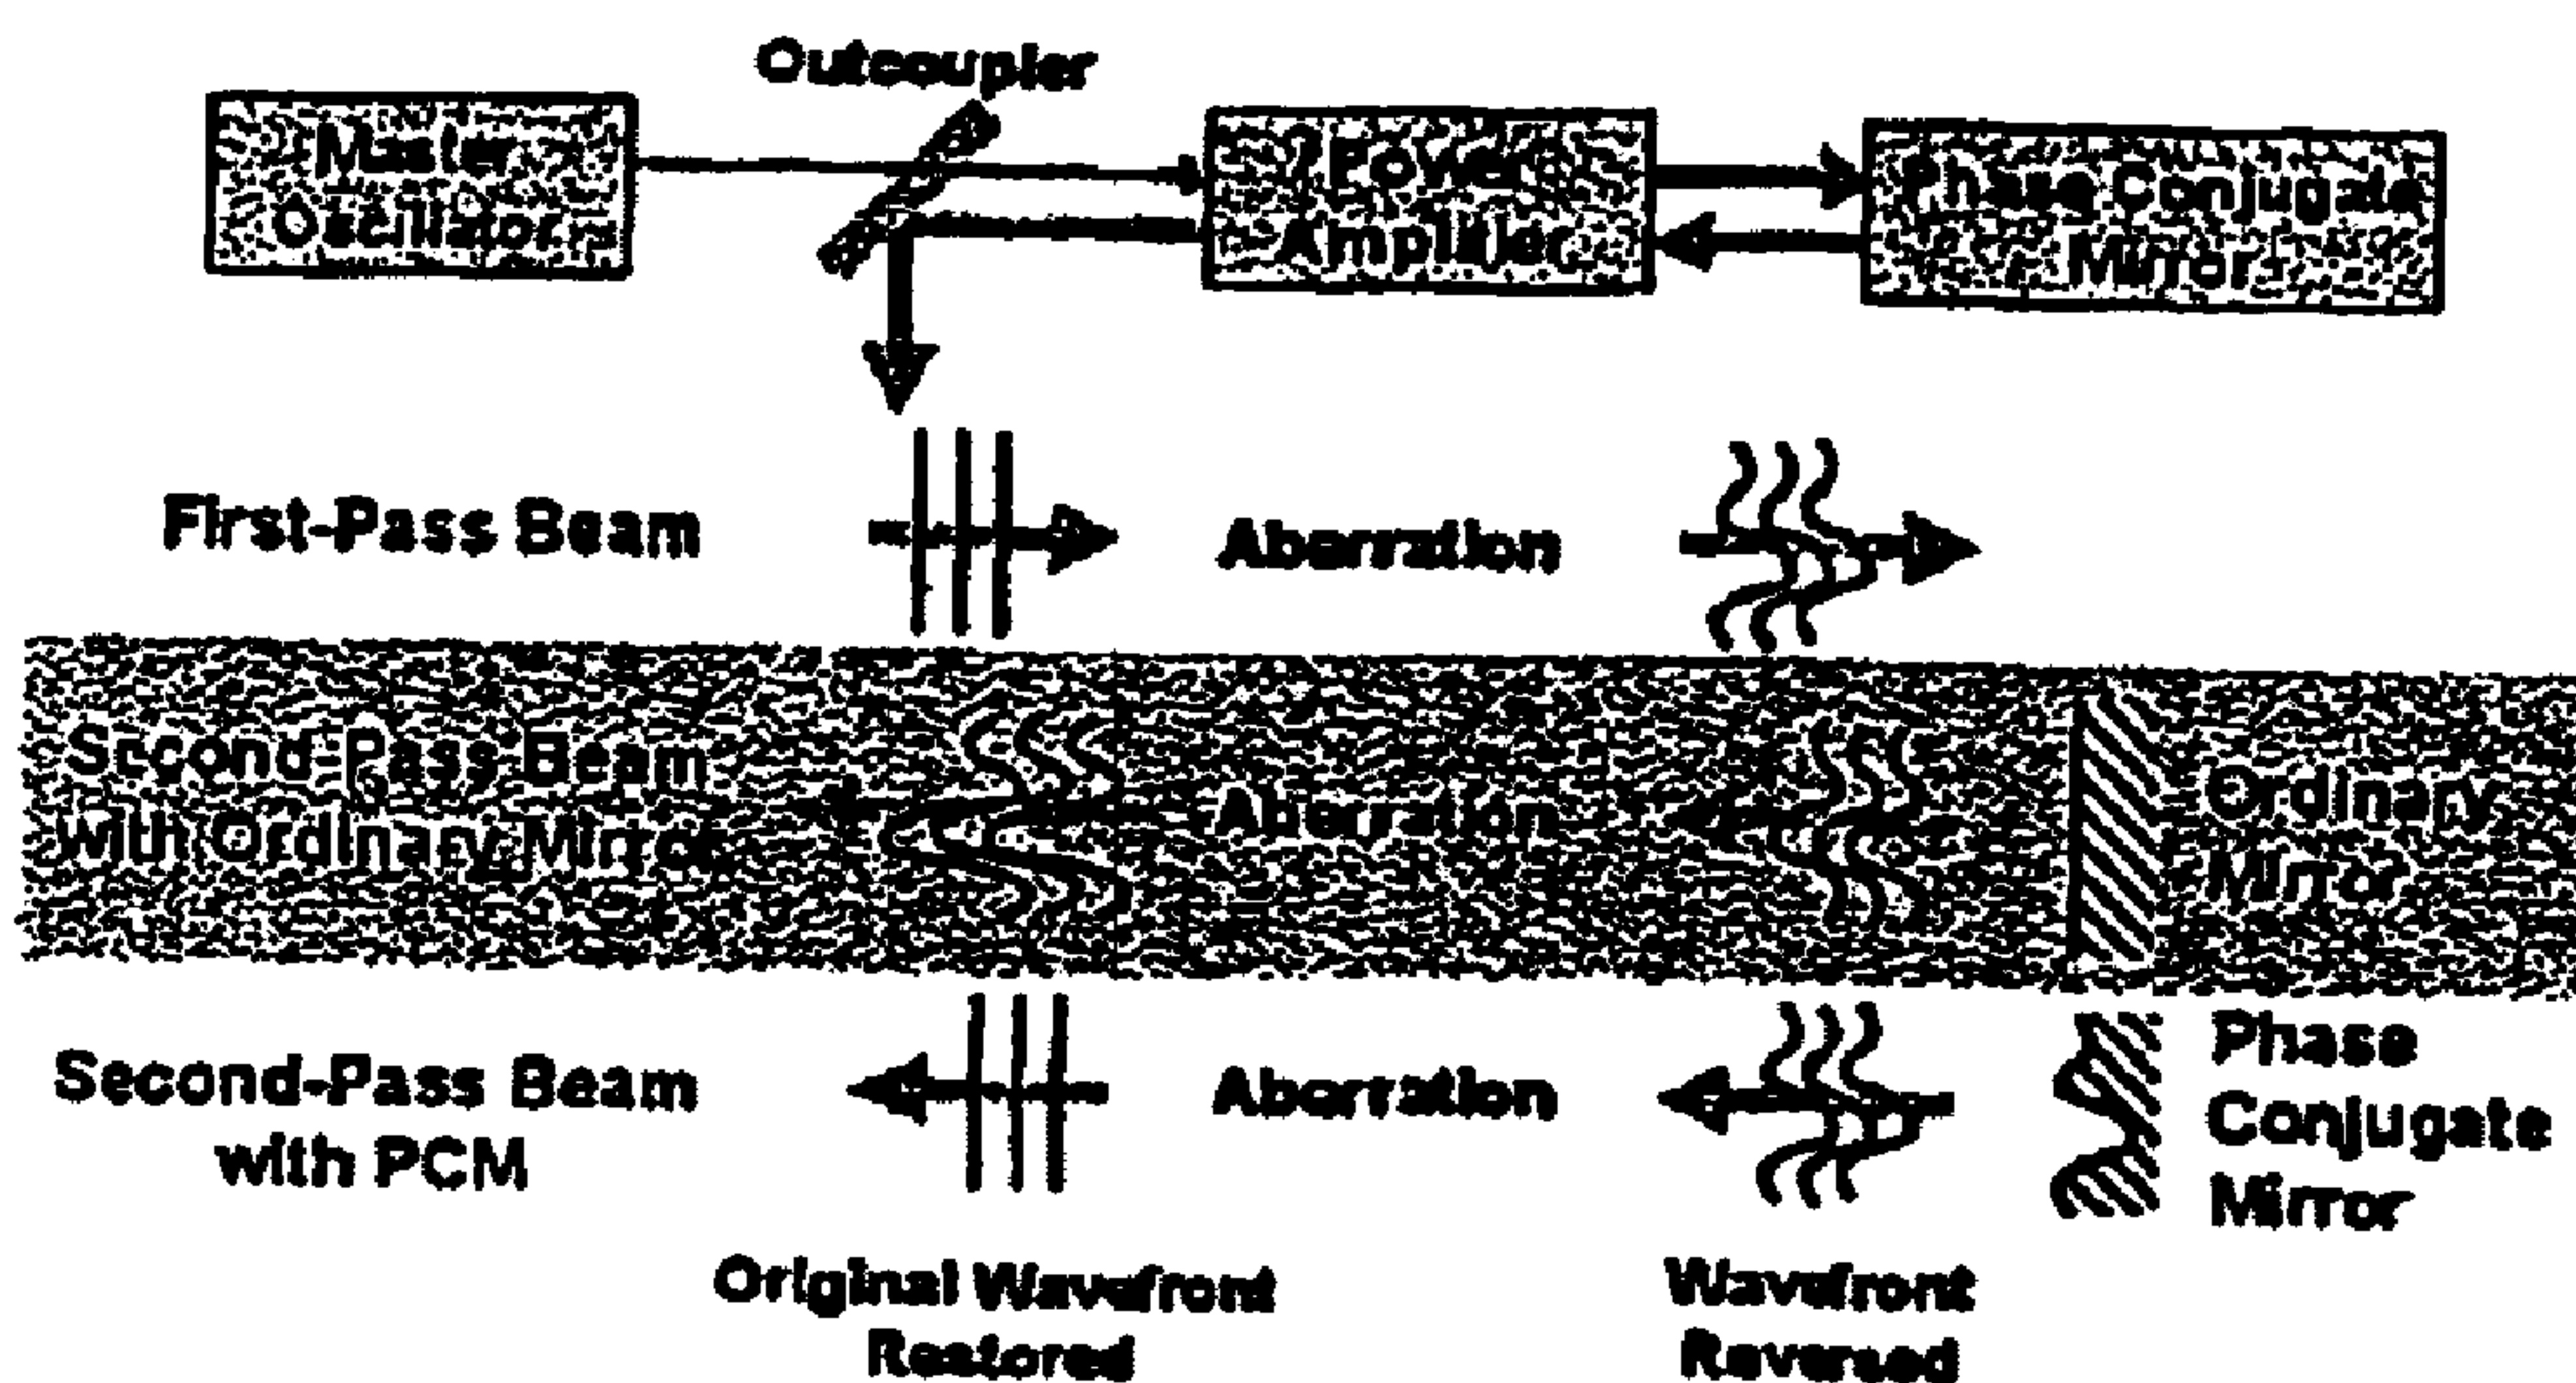 Outcoupler
Master
Oscillator
Power
Amplifier
Phase Conjugate
Mirror
First-Pass Beam
Aberration
Second-Pass Beam
with Ordinary Mirror
Aberration
Ordinary
Mirror
Second-Pass Beam
with PCM
Aberration
Phase
Conjugate
Mirror
Original Wavefront
Restored
Wavefront
Reversed